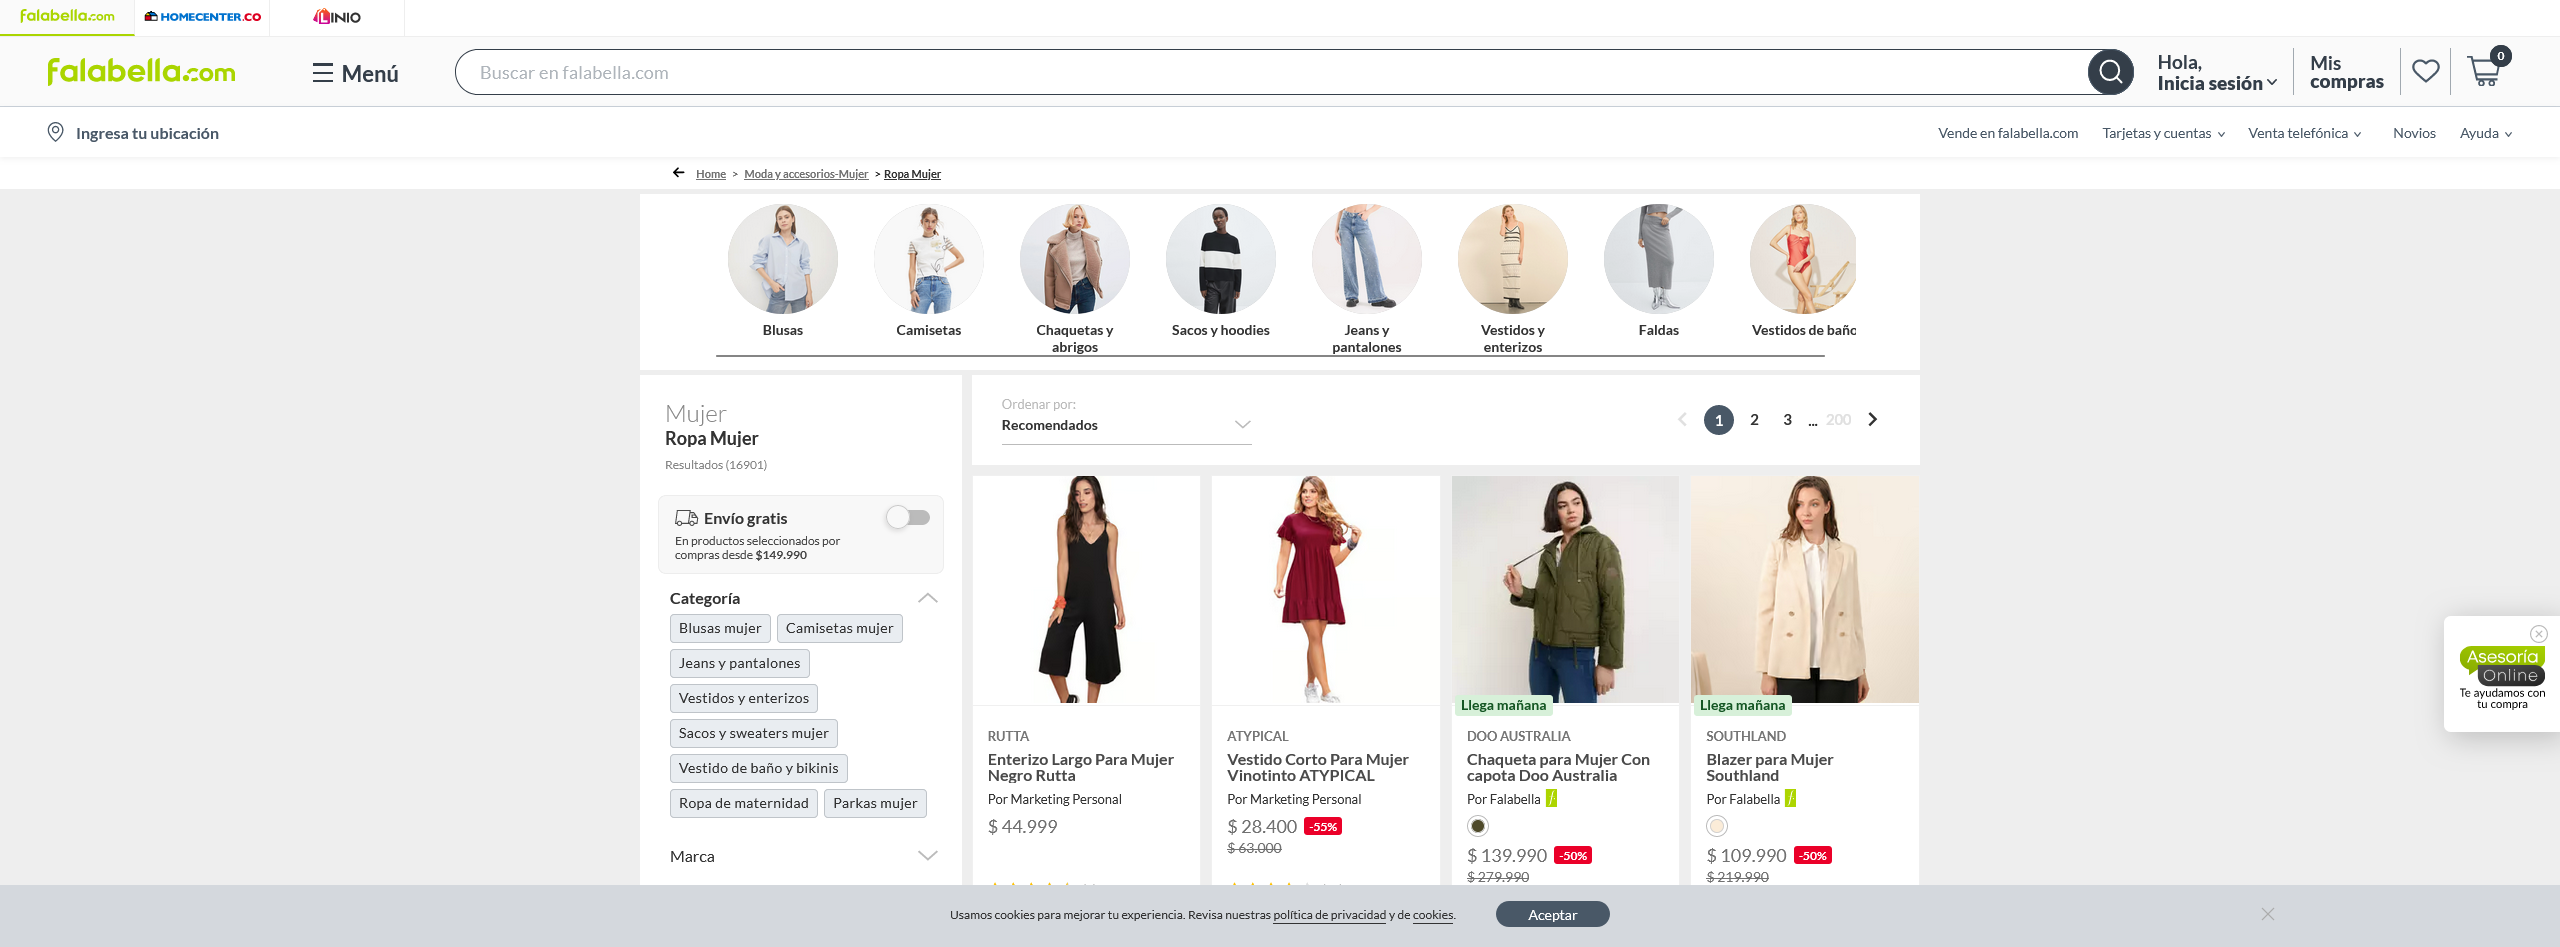 falabella.com
HOMECENTER.CO
LINIO
falabella.com
Menú
Buscar en falabella.com
Hola,
Inicia sesión
Mis
compras
0
Ingresa tu ubicación
Vende en falabella.com
Tarjetas y cuentas
Venta telefónica
Novios
Ayuda
Home > Moda y accesorios-Mujer > Ropa Mujer
Blusas
Camisetas
Chaquetas y
abrigos
Sacos y hoodies
Jeans y
pantalones
Vestidos y
enterizos
Faldas
Vestidos de baño
Mujer
Ropa Mujer
Resultados (16901)
Envío gratis
En productos seleccionados por
compras desde $149.990
Categoría
Blusas mujer
Camisetas mujer
Jeans y pantalones
Vestidos y enterizos
Sacos y sweaters mujer
Vestido de baño y bikinis
Ropa de maternidad
Parkas mujer
Marca
Ordenar por:
Recomendados
1 2 3 ... 200
RUTTA
Enterizo Largo Para Mujer
Negro Rutta
Por Marketing Personal
$ 44.999
ATYPICAL
Vestido Corto Para Mujer
Vinotinto ATYPICAL
Por Marketing Personal
$ 28.400 -55%
$ 63.000
Llega mañana
DOO AUSTRALIA
Chaqueta para Mujer Con
capota Doo Australia
Por Falabella
$ 139.990 -50%
$ 279.990
Llega mañana
SOUTHLAND
Blazer para Mujer
Southland
Por Falabella
$ 109.990 -50%
$ 219.990
Asesoría
Online
Te ayudamos con
tu compra
Usamos cookies para mejorar tu experiencia. Revisa nuestras política de privacidad y de cookies.
Aceptar